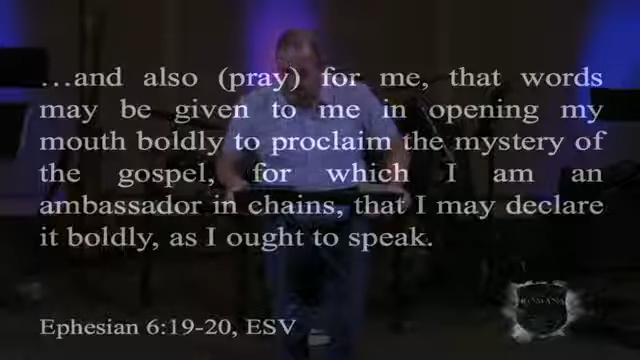 …and also (pray) for me, that words
may be given to me in opening my
mouth boldly to proclaim the mystery of
the gospel, for which I am an
ambassador in chains, that I may declare
it boldly, as I ought to speak.
Ephesian 6:19-20, ESV
ROMANS